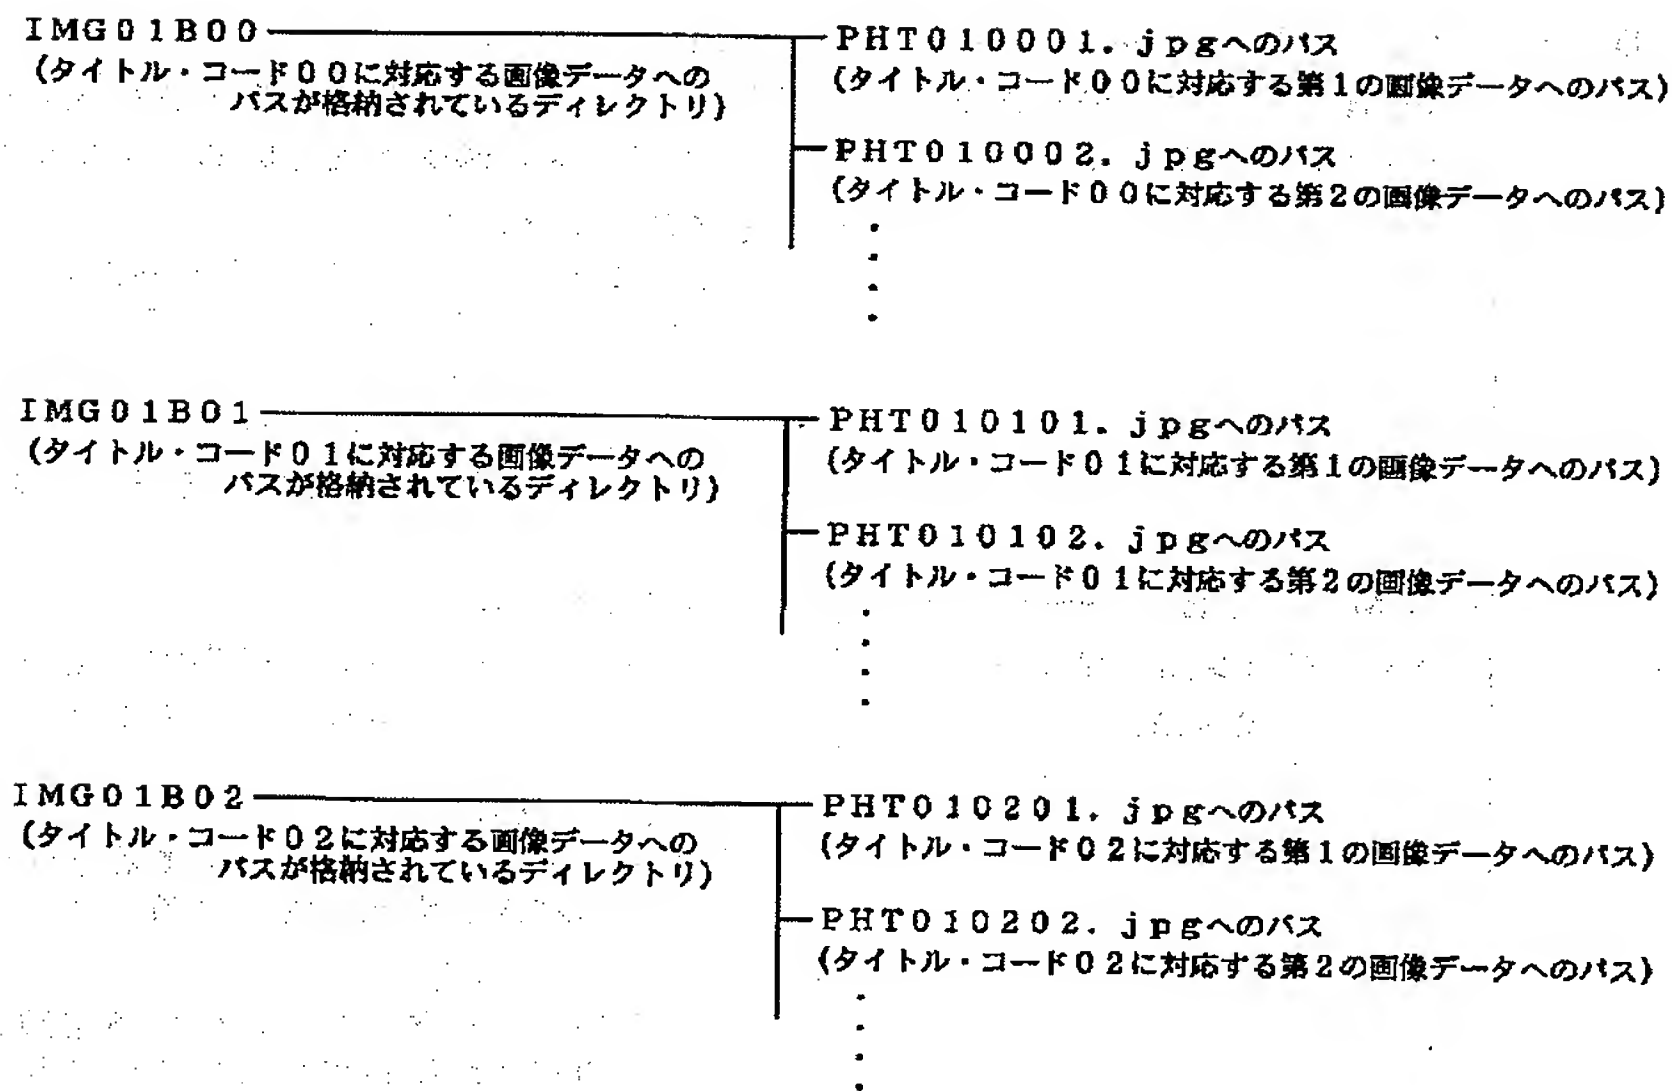 IMG01B00
(タイトル・コード00に対応する画像データへの
パスが格納されているディレクトリ)
PHT010001.jpgへのパス
(タイトル・コード00に対応する第1の画像データへのパス)
PHT010002.jpgへのパス
(タイトル・コード00に対応する第2の画像データへのパス)
IMG01B01
(タイトル・コード01に対応する画像データへの
パスが格納されているディレクトリ)
PHT010101.jpgへのパス
(タイトル・コード01に対応する第1の画像データへのパス)
PHT010102.jpgへのパス
(タイトル・コード01に対応する第2の画像データへのパス)
IMG01B02
(タイトル・コード02に対応する画像データへの
パスが格納されているディレクトリ)
PHT010201.jpgへのパス
(タイトル・コード02に対応する第1の画像データへのパス)
PHT010202.jpgへのパス
(タイトル・コード02に対応する第2の画像データへのパス)